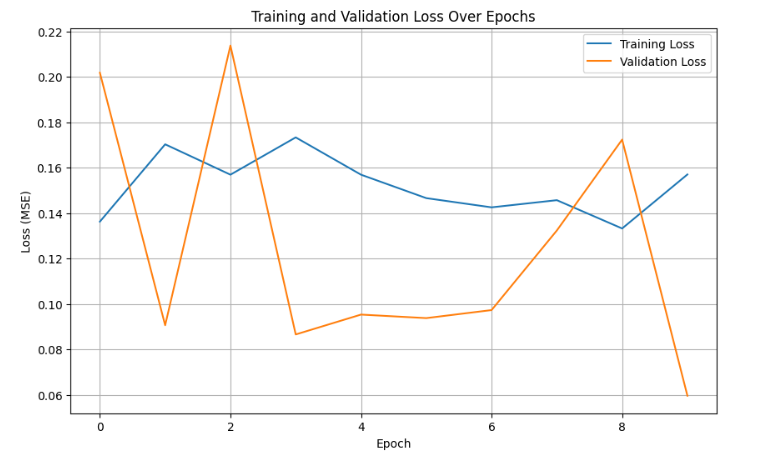 Training and Validation Loss Over Epochs
Training Loss
Validation Loss
0.22
0.20
0.18
0.16
0.14
0.12
0.10
0.08
0.06
Loss (MSE)
0 2 4 6 8
Epoch